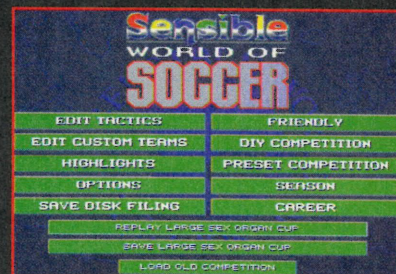 Sensible
WORLD OF
SOCCER
EDIT TACTICS
FRIENDLY
EDIT CUSTOM TEAMS
DIY COMPETITION
HIGHLIGHTS
PRESET COMPETITION
OPTIONS
SEASON
SAVE DISK FILING
CAREER
REPLAY LARGE SEX ORGAN CUP
SAVE LARGE SEX ORGAN CUP
LOAD OLD COMPETITION